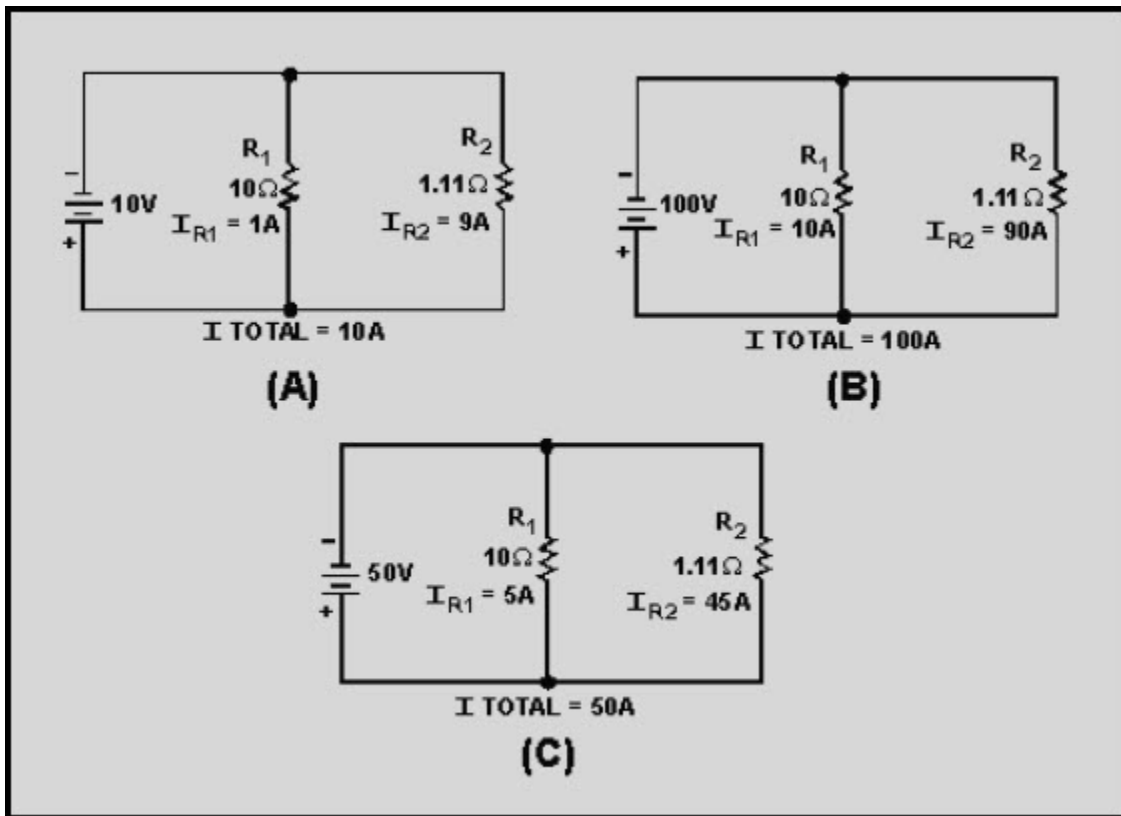 R1
10Ω
IR1 = 1A
10V
-
+
R2
1.11Ω
IR2 = 9A
I TOTAL = 10A
(A)
R1
10Ω
IR1 = 10A
100V
-
+
R2
1.11Ω
IR2 = 90A
I TOTAL = 100A
(B)
R1
10Ω
IR1 = 5A
50V
-
+
R2
1.11Ω
IR2 = 45A
I TOTAL = 50A
(C)